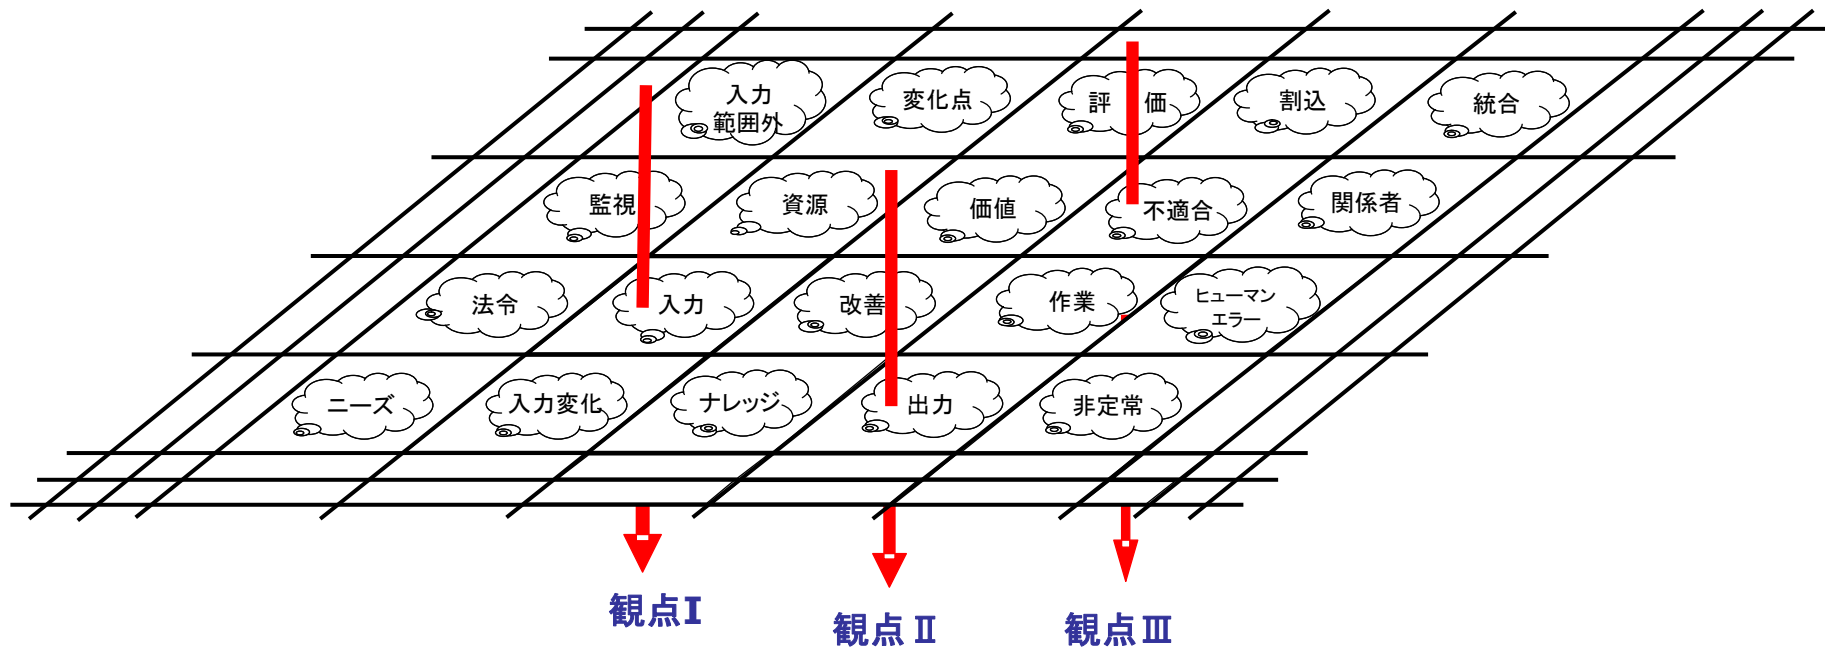 入力
範囲外
変化点
評 価
割込
統合
監視
資源
価値
不適合
関係者
法令
入力
改善
作業
ヒューマン
エラー
ニーズ
入力変化
ナレッジ
出力
非定常
観点Ⅰ
観点Ⅱ
観点Ⅲ